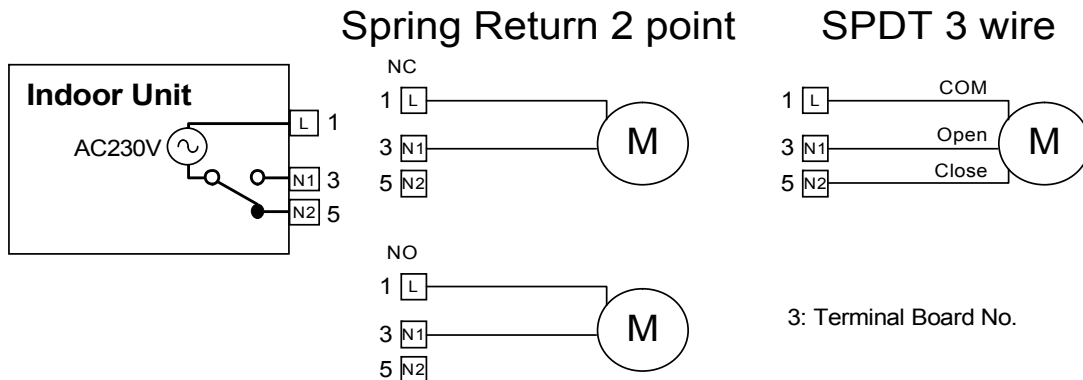 Spring Return 2 point
SPDT 3 wire
Indoor Unit
AC230V
L 1
N1 3
N2 5
NC
1 L
3 N1
5 N2
M
NO
1 L
3 N1
5 N2
M
1 L COM
3 N1 Open
5 N2 Close
M
3: Terminal Board No.